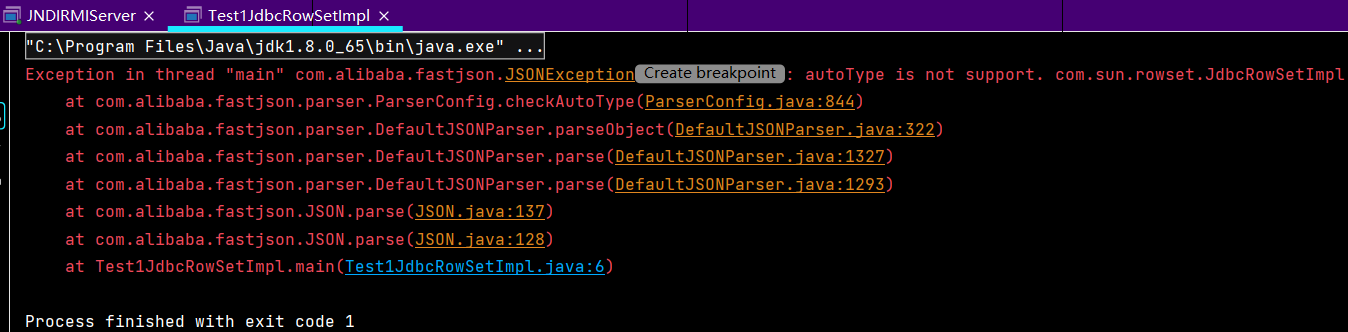 JNDIRMIServer × Test1JdbcRowSetImpl ×
"C:\Program Files\Java\jdk1.8.0_65\bin\java.exe" ...
Exception in thread "main" com.alibaba.fastjson.JSONException Create breakpoint : autoType is not support. com.sun.rowset.JdbcRowSetImpl
at com.alibaba.fastjson.parser.ParserConfig.checkAutoType(ParserConfig.java:844)
at com.alibaba.fastjson.parser.DefaultJSONParser.parseObject(DefaultJSONParser.java:322)
at com.alibaba.fastjson.parser.DefaultJSONParser.parse(DefaultJSONParser.java:1327)
at com.alibaba.fastjson.parser.DefaultJSONParser.parse(DefaultJSONParser.java:1293)
at com.alibaba.fastjson.JSON.parse(JSON.java:137)
at com.alibaba.fastjson.JSON.parse(JSON.java:128)
at Test1JdbcRowSetImpl.main(Test1JdbcRowSetImpl.java:6)
Process finished with exit code 1